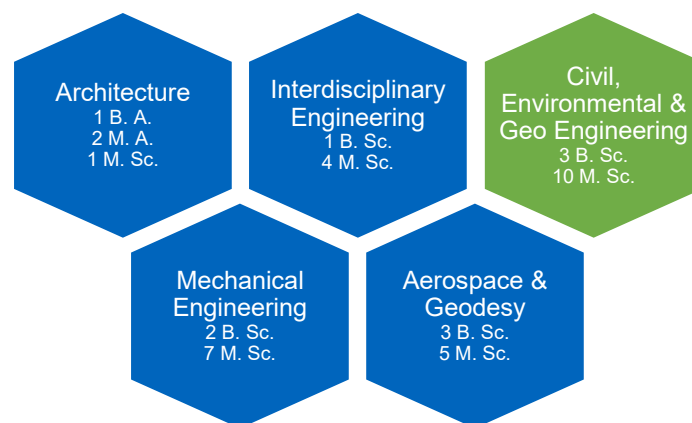 Architecture
1 B. A.
2 M. A.
1 M. Sc.
Interdisciplinary
Engineering
1 B. Sc.
4 M. Sc.
Civil,
Environmental &
Geo Engineering
3 B. Sc.
10 M. Sc.
Mechanical
Engineering
2 B. Sc.
7 M. Sc.
Aerospace &
Geodesy
3 B. Sc.
5 M. Sc.